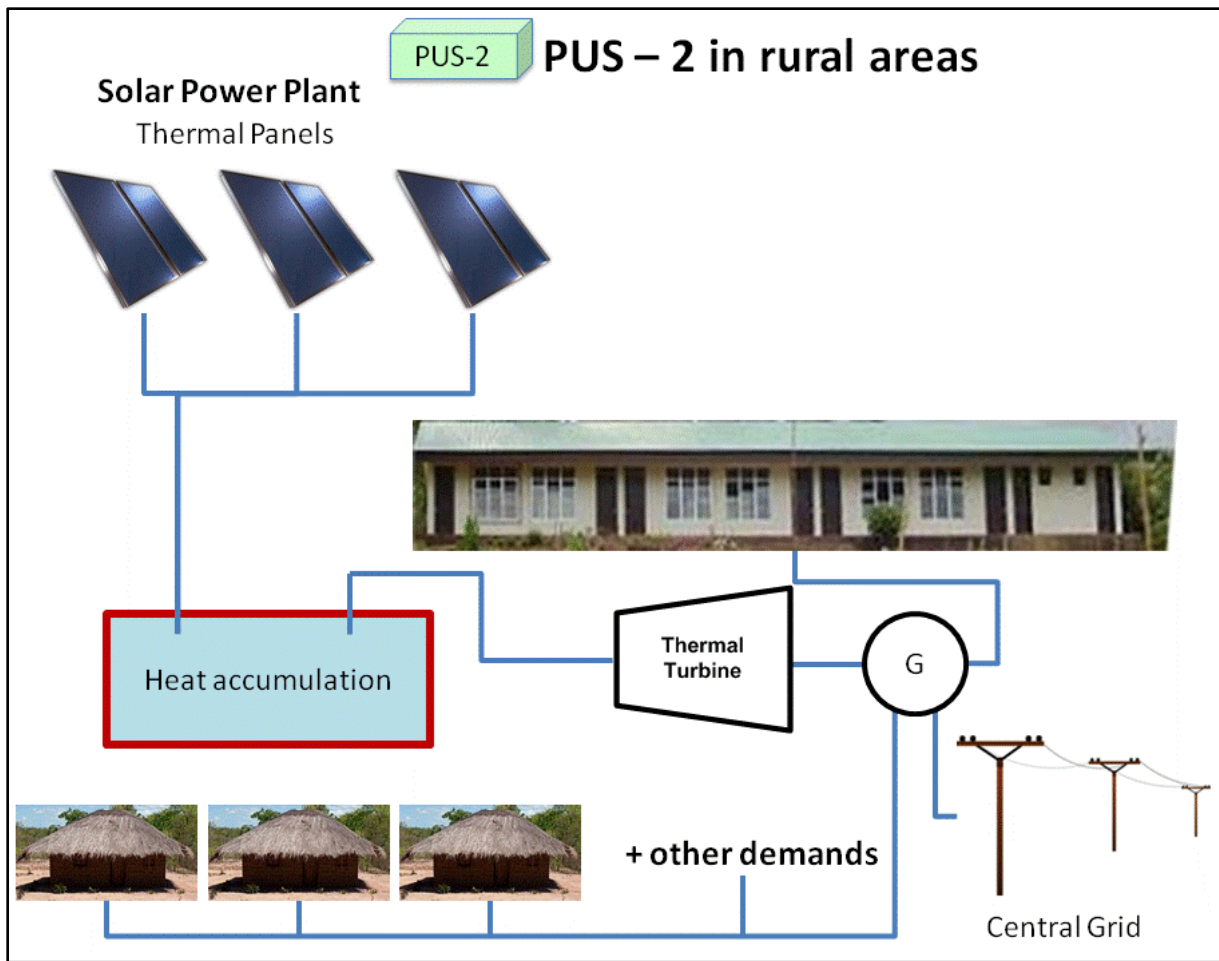 PUS-2
PUS – 2 in rural areas
Solar Power Plant
Thermal Panels
Heat accumulation
Thermal
Turbine
G
+ other demands
Central Grid